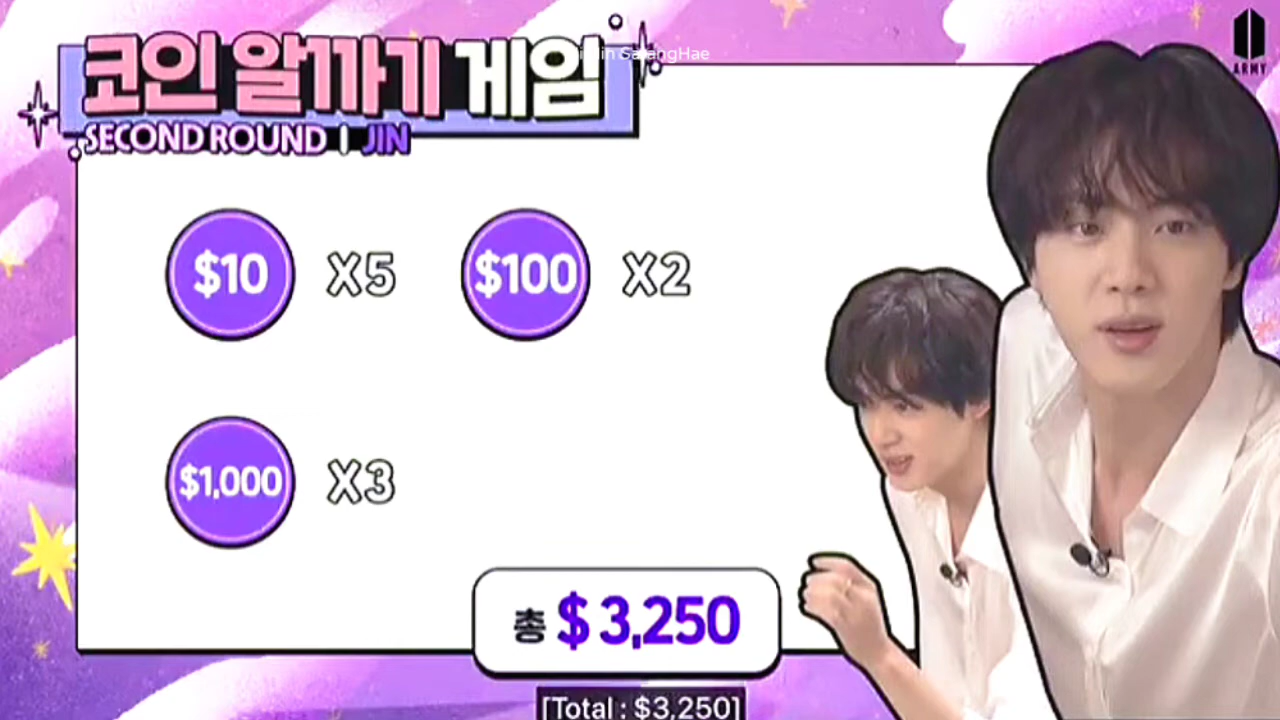 코인 알까기 게임
SarangHae
SECOND ROUND | JIN
ARMY
$10 X5 $100 X2
$1,000 X3
총 $ 3,250
[Total : $3,250]